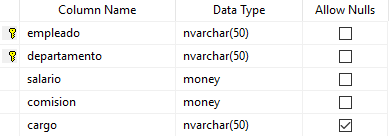 Column Name Data Type Allow Nulls
empleado nvarchar(50)
departamento nvarchar(50)
salario money
comision money
cargo nvarchar(50)